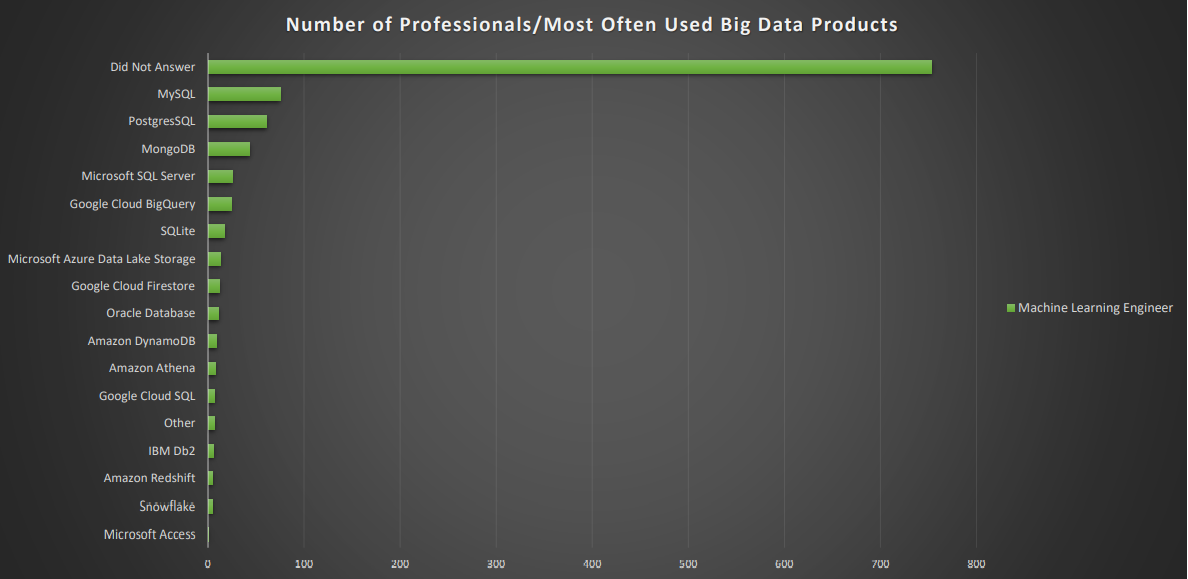 Number of Professionals/Most Often Used Big Data Products
Did Not Answer
MySQL
PostgresSQL
MongoDB
Microsoft SQL Server
Google Cloud BigQuery
SQLite
Microsoft Azure Data Lake Storage
Google Cloud Firestore
Oracle Database
Amazon DynamoDB
Amazon Athena
Google Cloud SQL
Other
IBM Db2
Amazon Redshift
Snowflake
Microsoft Access
0 100 200 300 400 500 600 700 800
Machine Learning Engineer